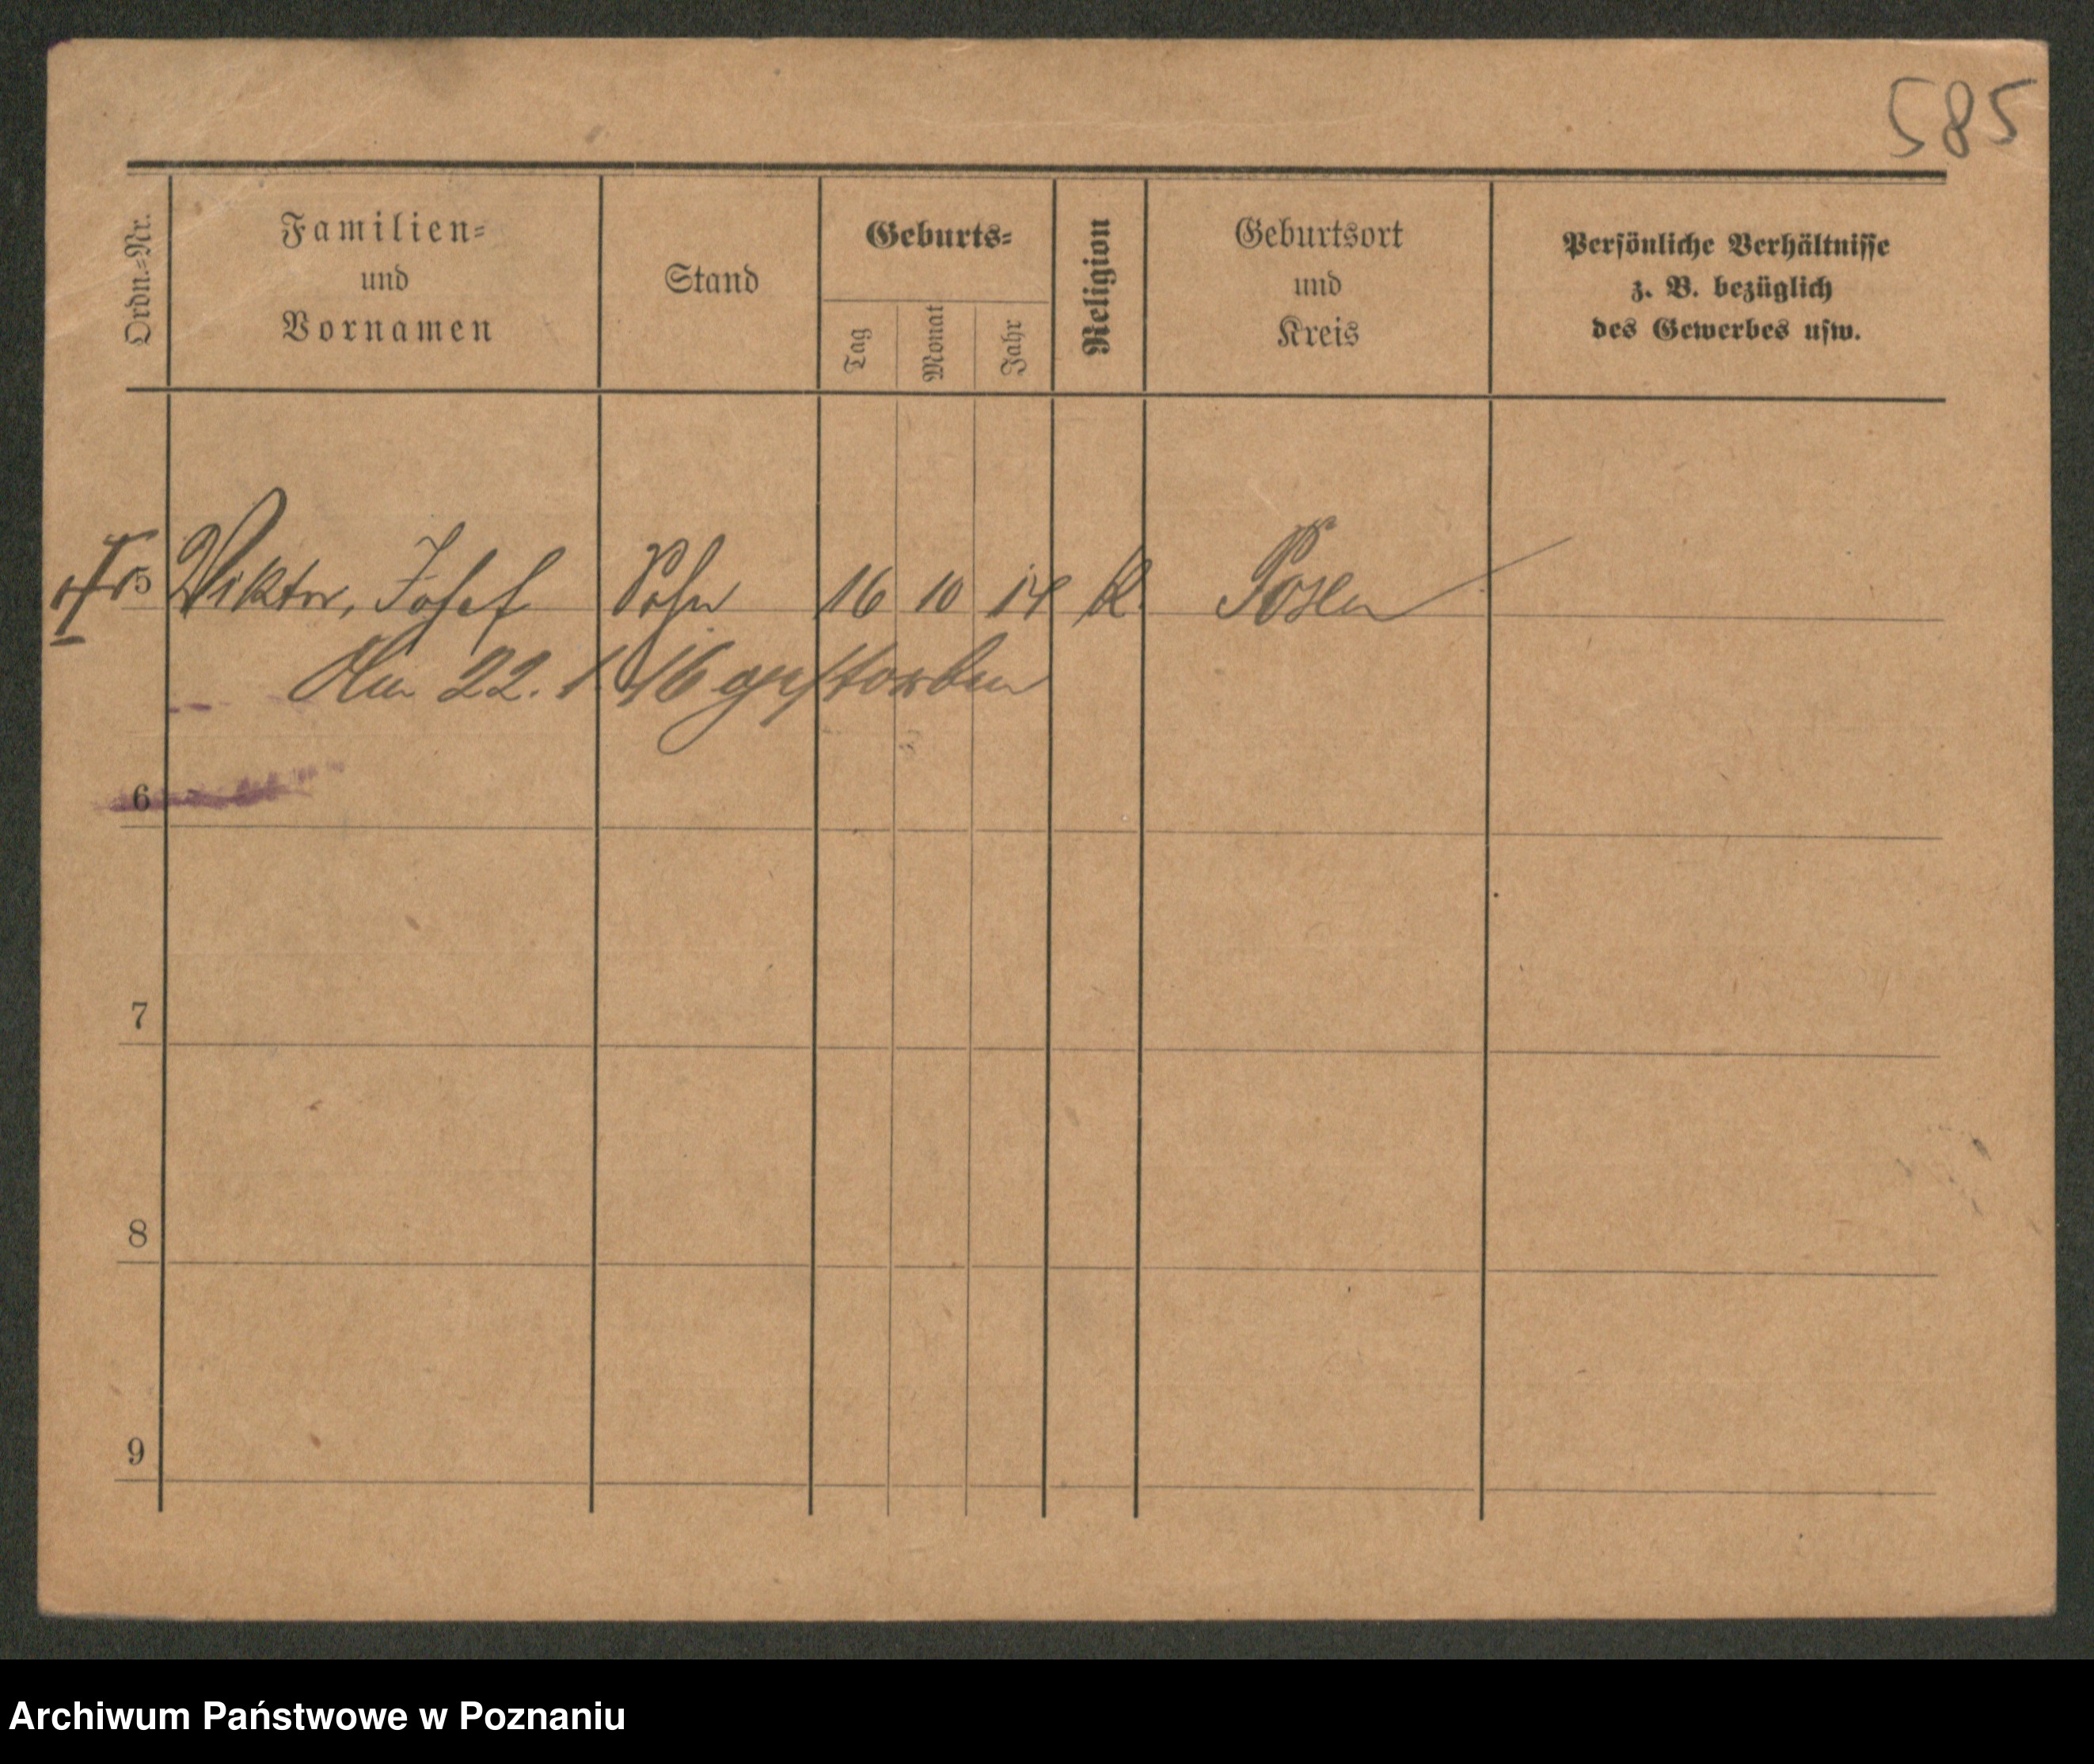 585
Ordn.-Nr.
Familien-
und
Vornamen
Stand
Geburts-
Tag
Monat
Jahr
Religion
Geburtsort
und
Kreis
Persönliche Verhältnisse
z. B. bezüglich
des Gewerbes usw.
5 Viktor, Josef Sohn 16 10 14 K. Posen
Am 22. 1. 16 gestorben
6
7
8
9
Archiwum Państwowe w Poznaniu